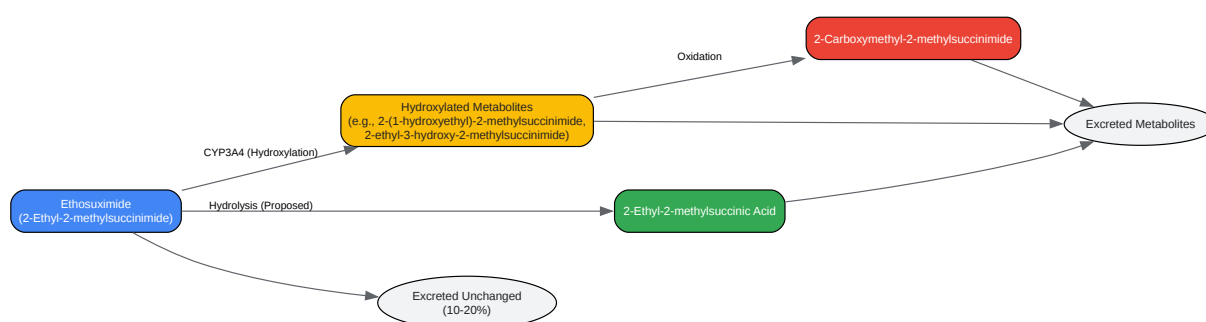 2-Carboxymethyl-2-methylsuccinimide
Oxidation
Hydroxylated Metabolites
(e.g., 2-(1-hydroxyethyl)-2-methylsuccinimide,
2-ethyl-3-hydroxy-2-methylsuccinimide)
Excreted Metabolites
CYP3A4 (Hydroxylation)
Ethosuximide
(2-Ethyl-2-methylsuccinimide)
Hydrolysis (Proposed)
2-Ethyl-2-methylsuccinic Acid
Excreted Unchanged
(10-20%)